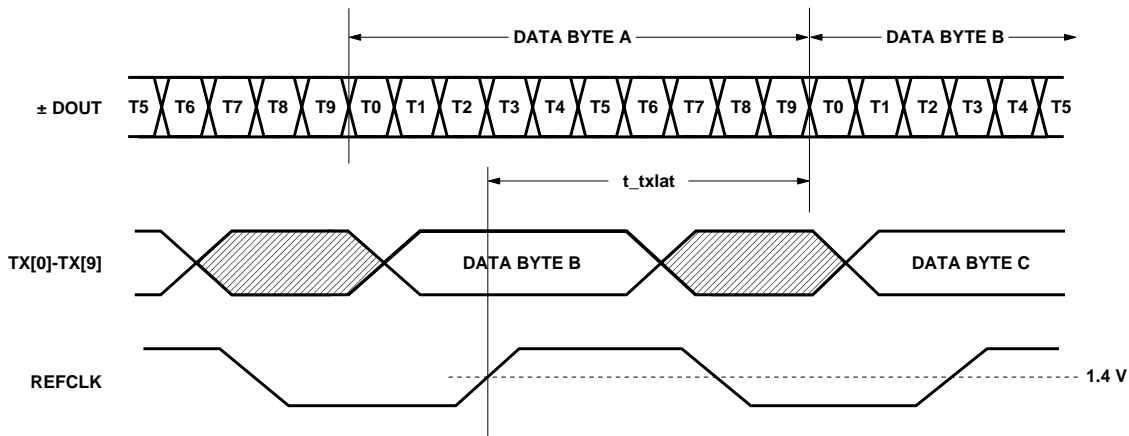 DATA BYTE A DATA BYTE B
± DOUT T5 T6 T7 T8 T9 T0 T1 T2 T3 T4 T5 T6 T7 T8 T9 T0 T1 T2 T3 T4 T5
t_txlat
TX[0]-TX[9] DATA BYTE B DATA BYTE C
REFCLK 1.4 V